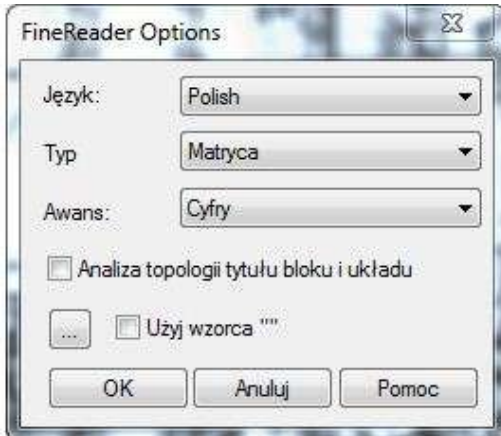 FineReader Options
Język: Polish
Typ Matryca
Awans: Cyfry
Analiza topologii tytułu bloku i układu
... Użyj wzorca ""
OK Anuluj Pomoc